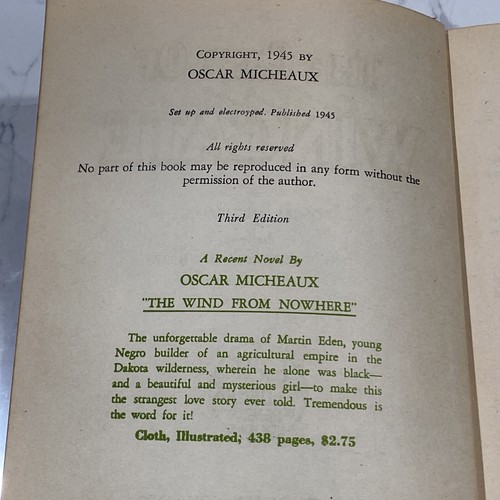 COPYRIGHT, 1945 BY
OSCAR MICHEAUX
Set up and electroyped. Published 1945
All rights reserved
No part of this book may be reproduced in any form without the
permission of the author.
Third Edition
A Recent Novel By
OSCAR MICHEAUX
"THE WIND FROM NOWHERE"
The unforgettable drama of Martin Eden, young
Negro builder of an agricultural empire in the
Dakota wilderness, wherein he alone was black—
and a beautiful and mysterious girl—to make this
the strangest love story ever told. Tremendous is
the word for it!
Cloth, Illustrated; 438 pages, $2.75